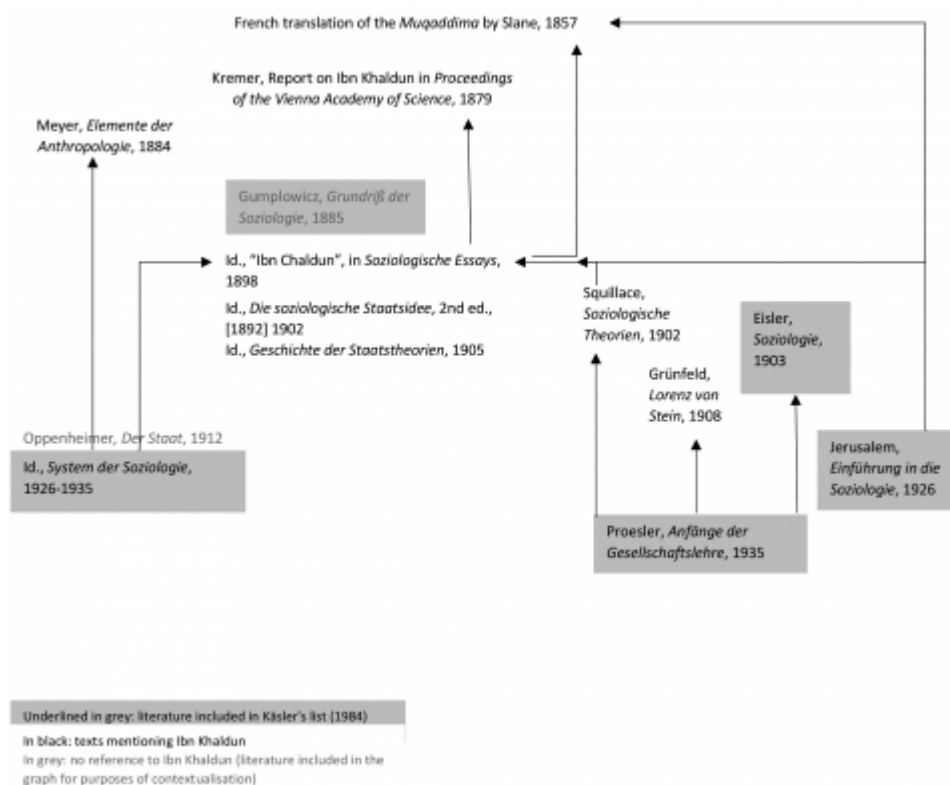 French translation of the Muqaddima by Slane, 1857
Kremer, Report on Ibn Khaldun in Proceedings
of the Vienna Academy of Science, 1879
Meyer, Elemente der
Anthropologie, 1884
Gumplowicz, Grundriß der
Soziologie, 1885
Id., "Ibn Chaldun", in Soziologische Essays,
1898
Id., Die soziologische Staatsidee, 2nd ed.,
[1892] 1902
Id., Geschichte der Staatstheorien, 1905
Squillace,
Soziologische
Theorien, 1902
Eisler,
Soziologie,
1903
Grünfeld,
Lorenz von
Stein, 1908
Oppenheimer, Der Staat, 1912
Id., System der Soziologie,
1926-1935
Jerusalem,
Einführung in die
Soziologie, 1926
Proesler, Anfänge der
Gesellschaftslehre, 1935
Underlined in grey: literature included in Käsler's list (1984)
In black: texts mentioning Ibn Khaldun
In grey: no reference to Ibn Khaldun (literature included in the
graph for purposes of contextualisation)